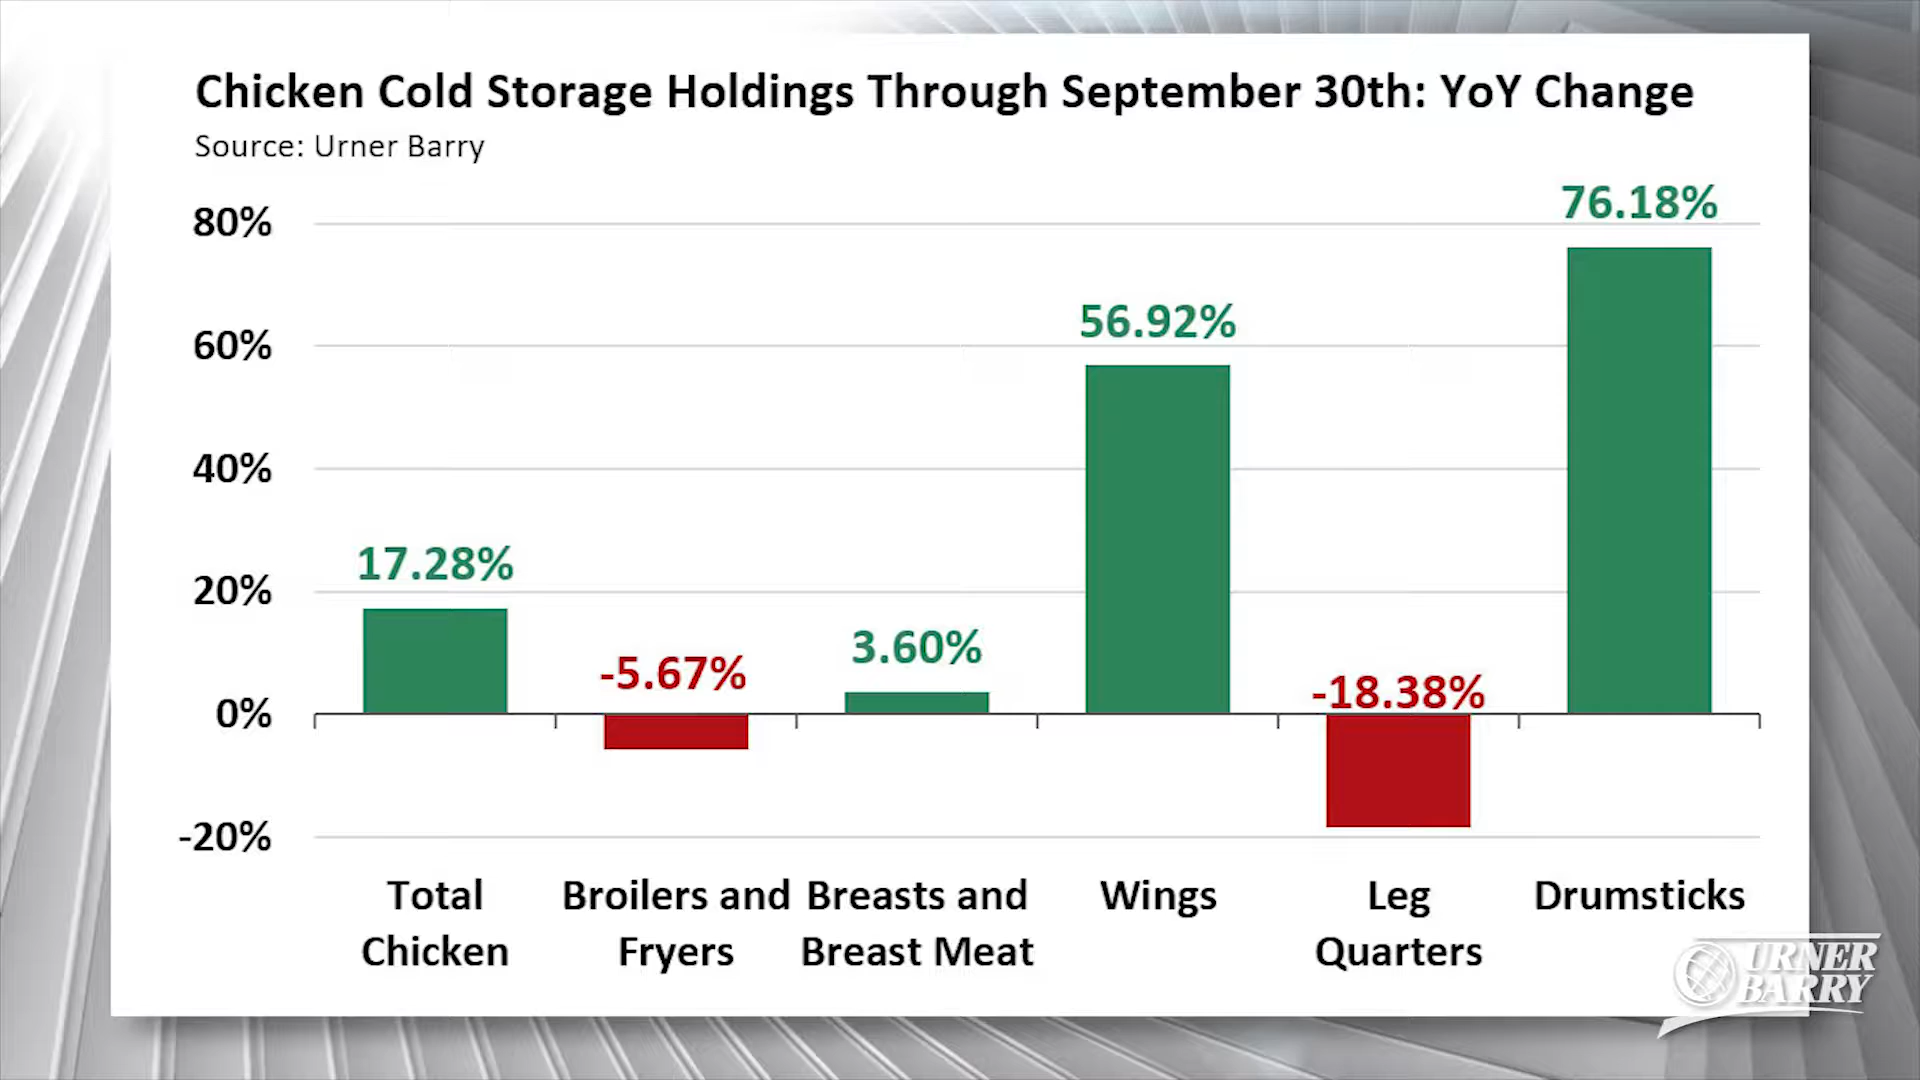 Chicken Cold Storage Holdings Through September 30th: YoY Change
Source: Urner Barry
76.18%
80%
56.92%
60%
40%
17.28%
20%
3.60%
-5.67%
-18.38%
0%
-20%
Total Chicken
Broilers and Fryers
Breasts and Breast Meat
Wings
Leg Quarters
Drumsticks
URNER
BARRY